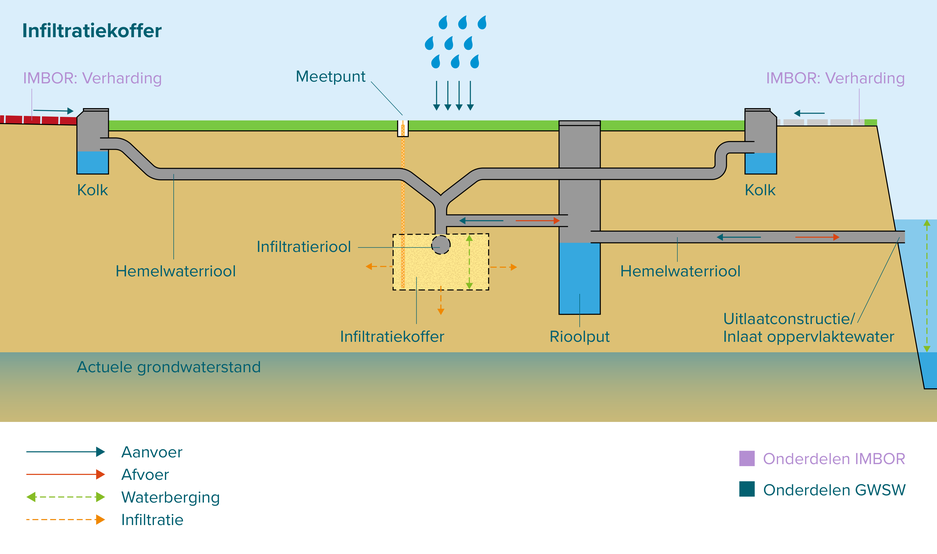 Infiltratiekoffer
Meetpunt
IMBOR: Verharding
IMBOR: Verharding
Kolk
Kolk
Infiltratieriool
Hemelwaterriool
Hemelwaterriool
Uitlaatconstructie/
Inlaat oppervlaktewater
Infiltratiekoffer
Rioolput
Actuele grondwaterstand
Aanvoer
Afvoer
Waterberging
Infiltratie
Onderdelen IMBOR
Onderdelen GWSW